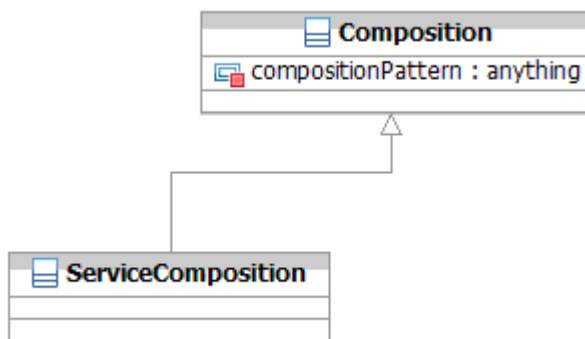 Composition
compositionPattern : anything
ServiceComposition